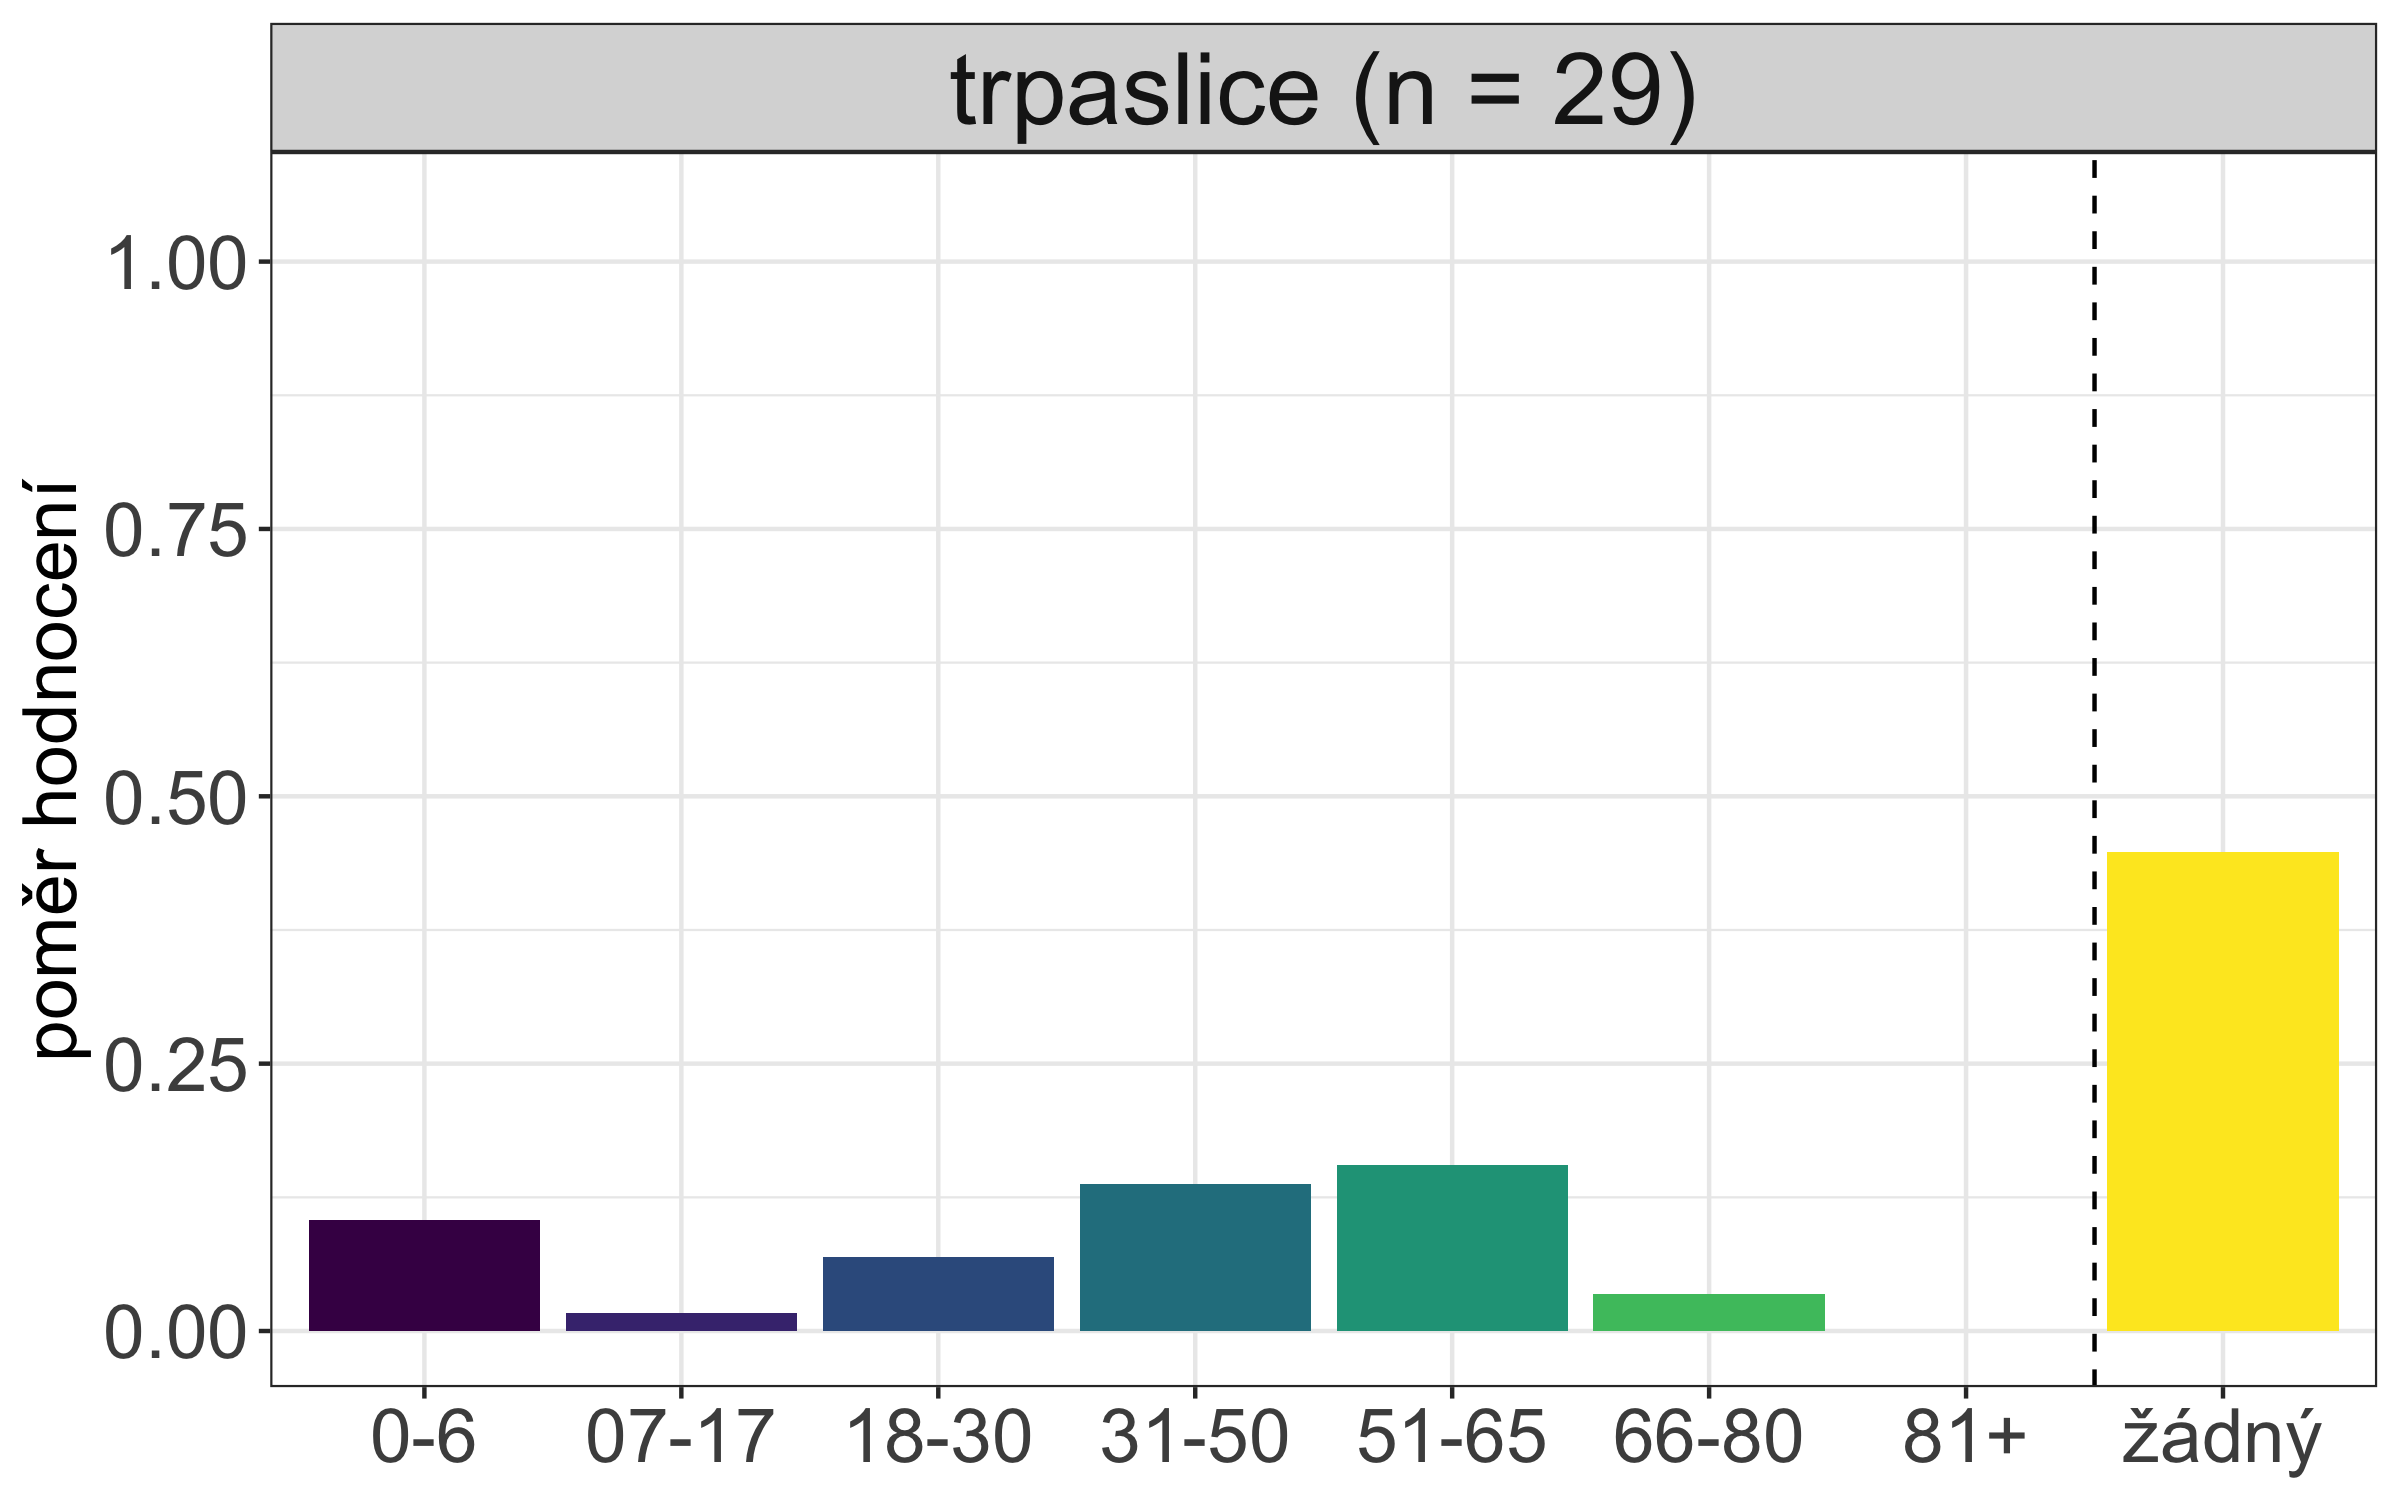 trpaslice (n = 29)
poměr hodnocení
1.00
0.75
0.50
0.25
0.00
0-6 07-17 18-30 31-50 51-65 66-80 81+ žádný